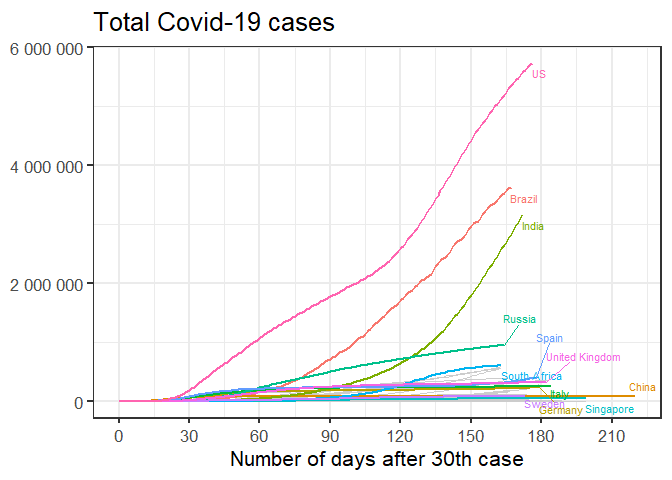 Total Covid-19 cases
6 000 000
US
4 000 000
Brazil
India
2 000 000
Russia
Spain
United Kingdom
South Africa
China
Italy
0
Sweden
Germany
Singapore
0 30 60 90 120 150 180 210
Number of days after 30th case